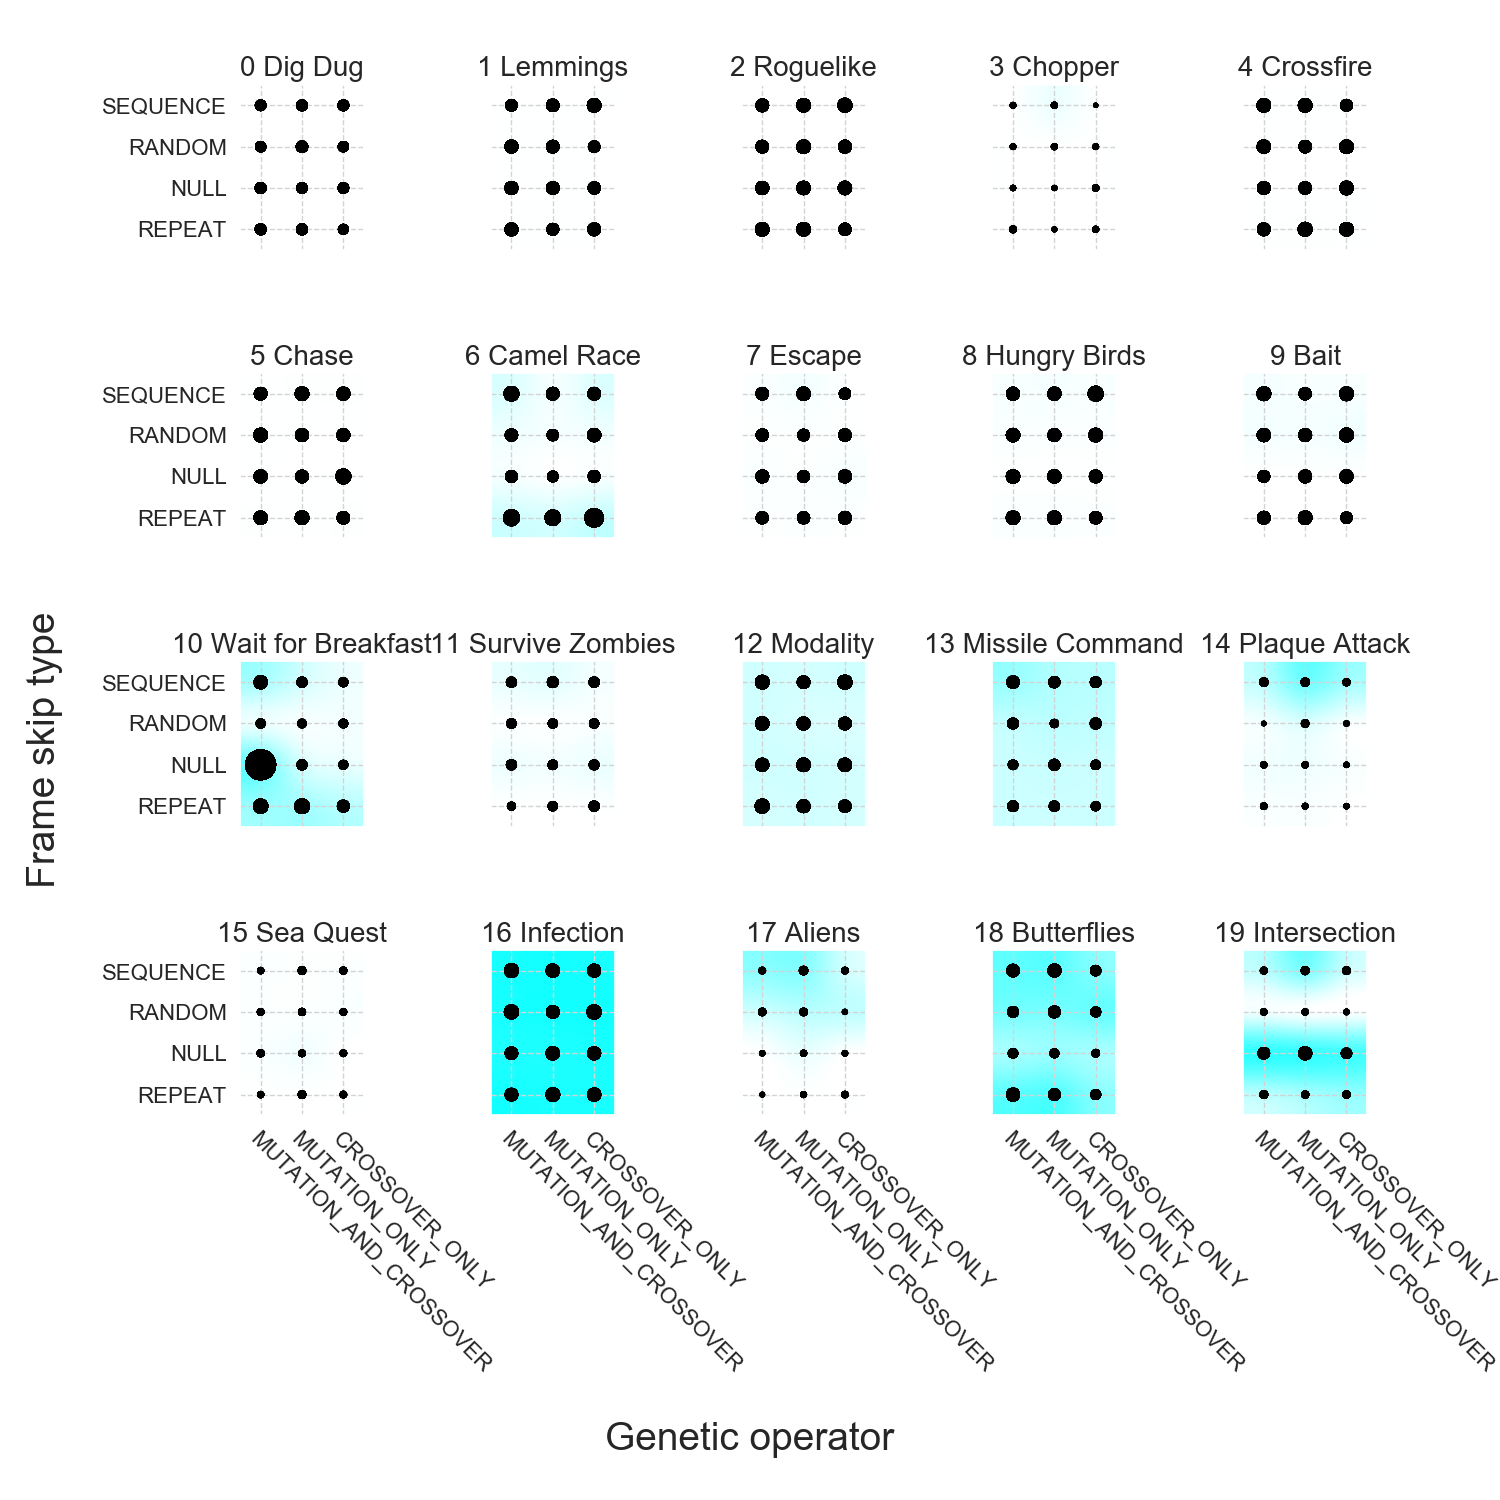 0 Dig Dug
1 Lemmings
2 Roguelike
3 Chopper
4 Crossfire
SEQUENCE
RANDOM
NULL
REPEAT
5 Chase
6 Camel Race
7 Escape
8 Hungry Birds
9 Bait
SEQUENCE
RANDOM
NULL
REPEAT
10 Wait for Breakfast
11 Survive Zombies
12 Modality
13 Missile Command
14 Plaque Attack
SEQUENCE
RANDOM
NULL
REPEAT
15 Sea Quest
16 Infection
17 Aliens
18 Butterflies
19 Intersection
SEQUENCE
RANDOM
NULL
REPEAT
MUTATION_AND_CROSSOVER
MUTATION_ONLY
CROSSOVER_ONLY
MUTATION_AND_CROSSOVER
MUTATION_ONLY
CROSSOVER_ONLY
MUTATION_AND_CROSSOVER
MUTATION_ONLY
CROSSOVER_ONLY
MUTATION_AND_CROSSOVER
MUTATION_ONLY
CROSSOVER_ONLY
MUTATION_AND_CROSSOVER
MUTATION_ONLY
CROSSOVER_ONLY
Frame skip type
Genetic operator